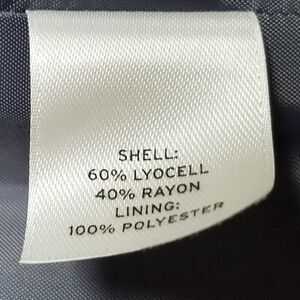 SHELL:
60% LYOCELL
40% RAYON
LINING:
100% POLYESTER